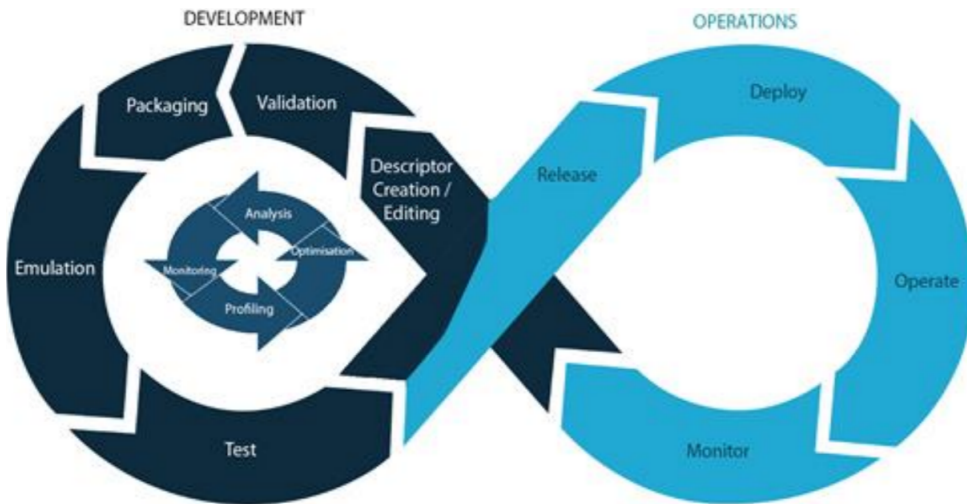 DEVELOPMENT
OPERATIONS
Packaging
Validation
Descriptor
Creation /
Editing
Release
Deploy
Analysis
Optimisation
Monitoring
Profiling
Emulation
Operate
Test
Monitor